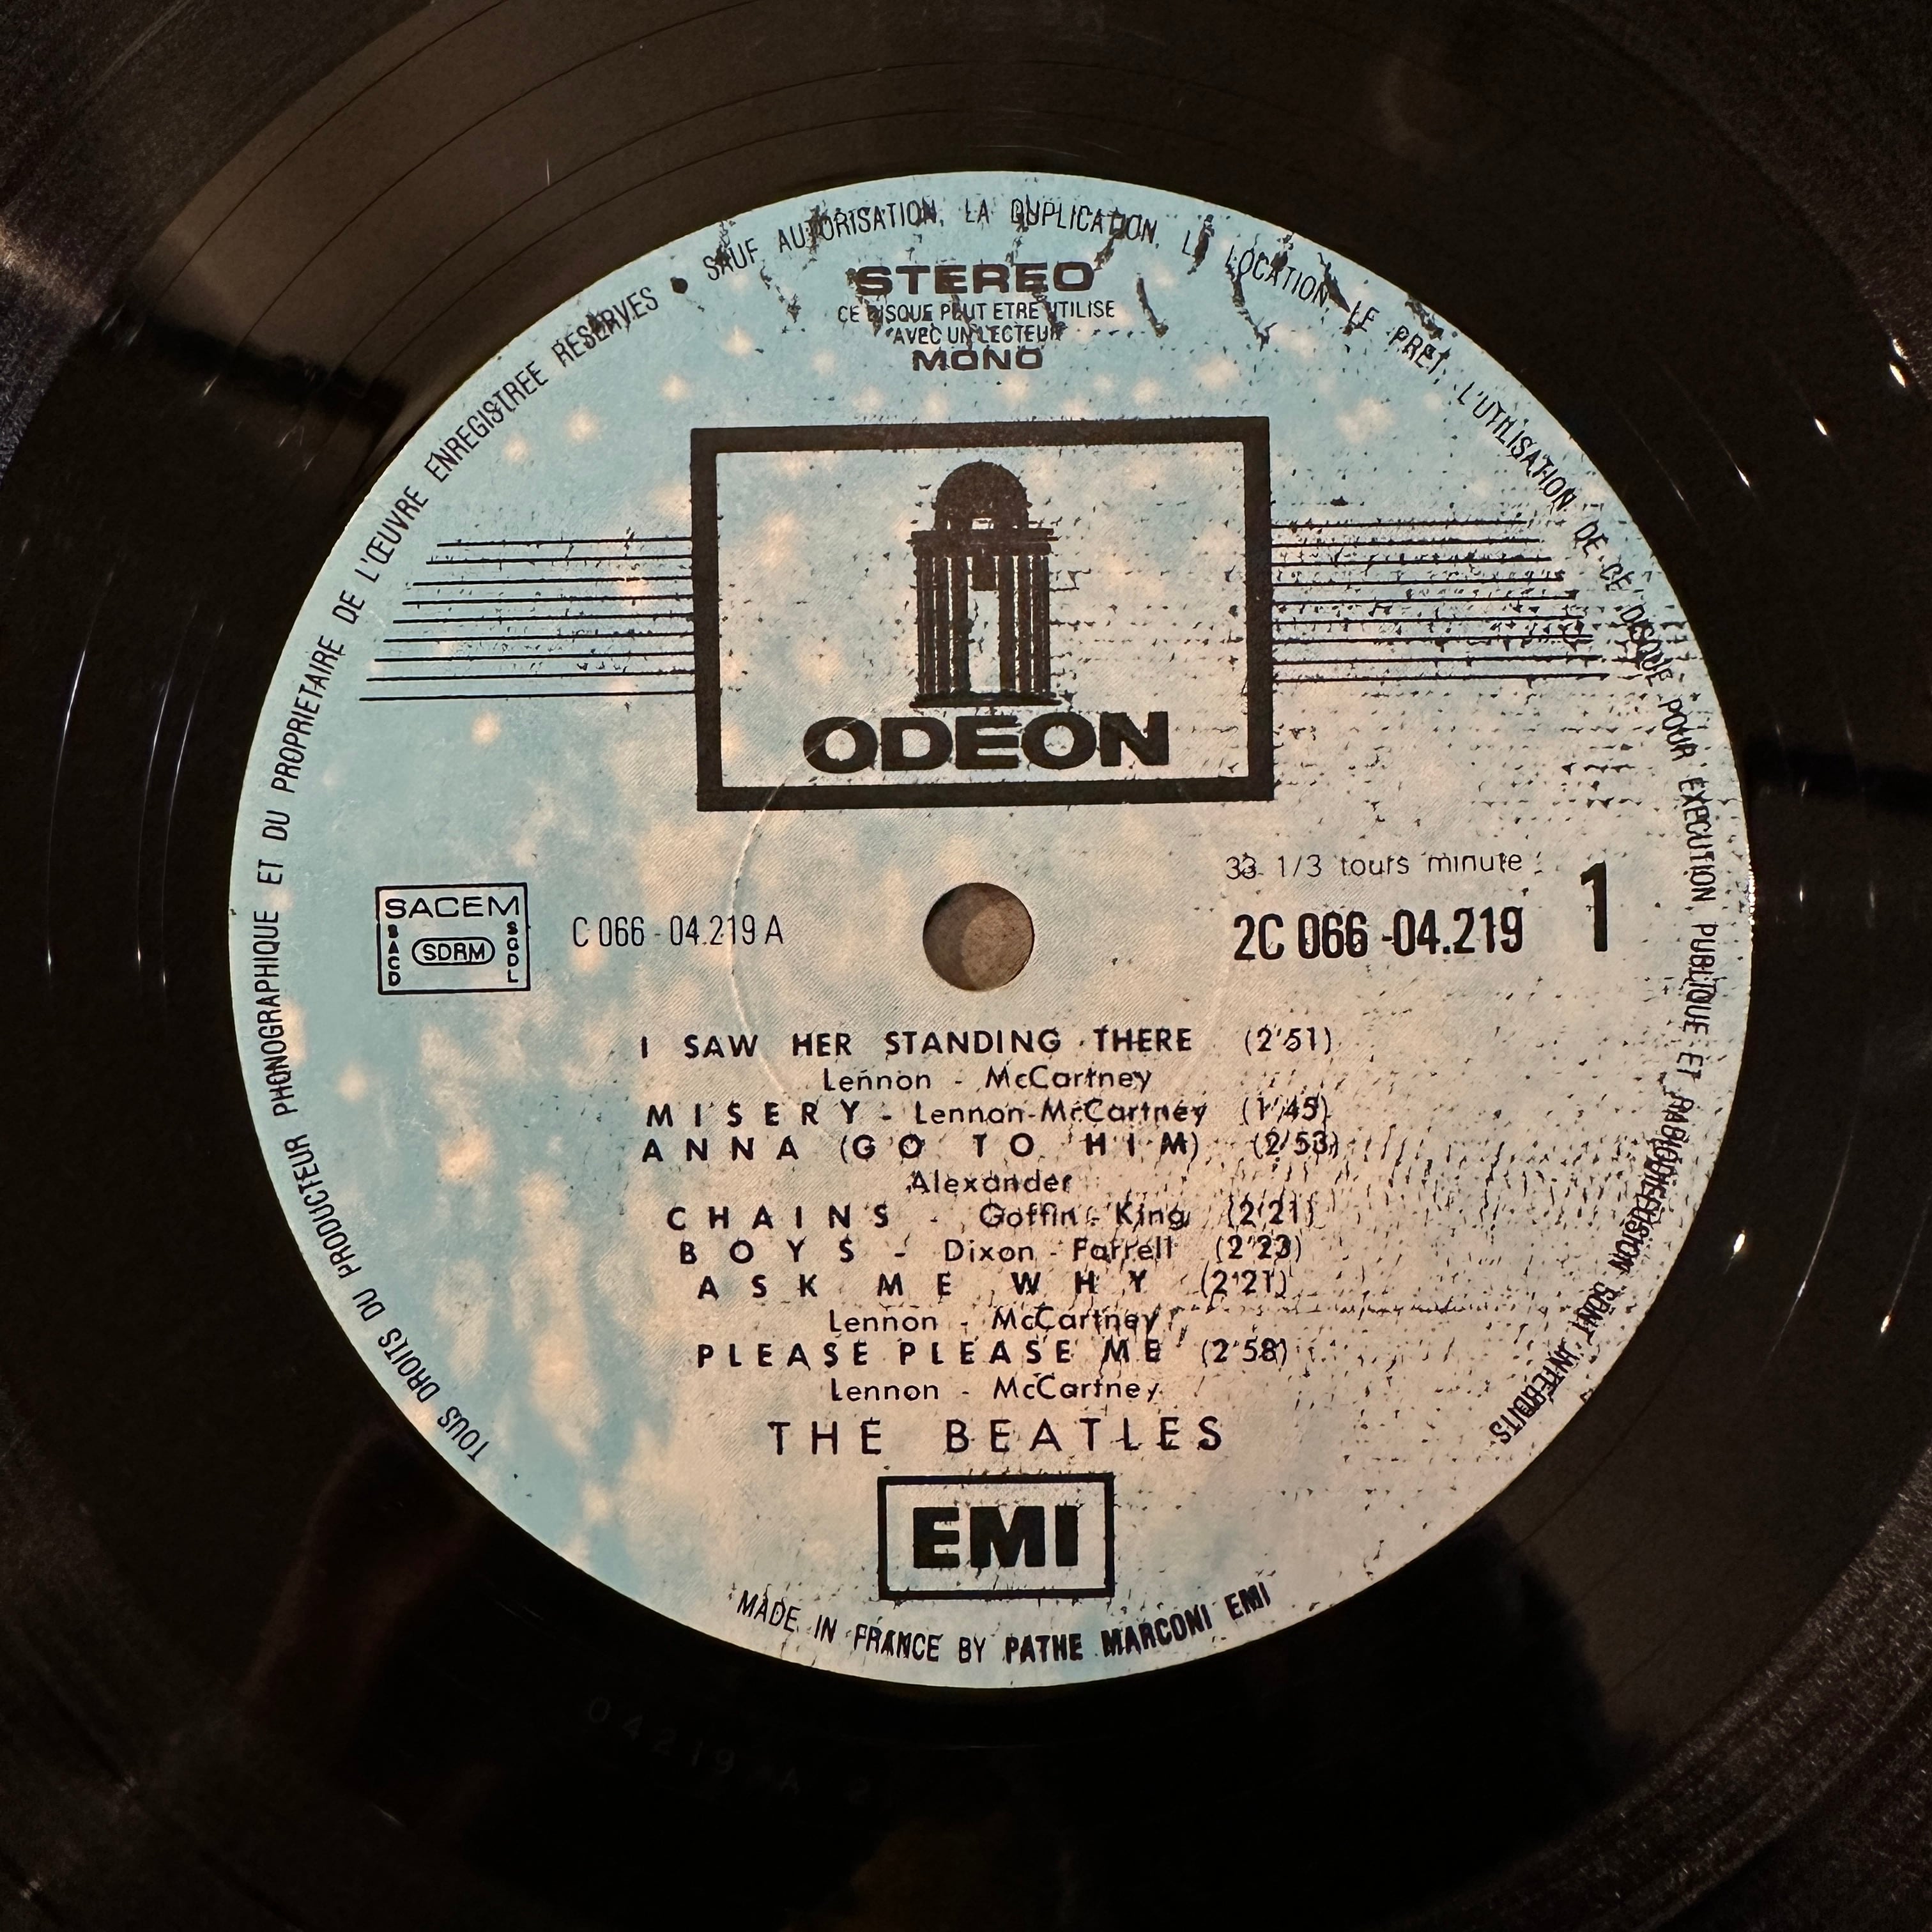 TOUS DROITS DU PRODUCTEUR PHONOGRAPHIQUE ET DU PROPRIETAIRE DE L'ŒUVRE ENREGISTREE RESERVES • SAUF AUTORISATION, LA DUPLICATION, LA LOCATION, LE PRET, L'UTILISATION DE CE DISQUE POUR EXECUTION PUBLIQUE ET RADIODIFFUSION SONT INTERDITS
STEREO
CE DISQUE PEUT ETRE UTILISE
AVEC UN LECTEUR
MONO
ODEON
33 1/3 tours minute
SACEM
SACD
SDRM
SGDL
C 066 - 04.219 A
2C 066 -04.219
1
I SAW HER STANDING THERE (2'51)
Lennon - McCartney
MISERY - Lennon-McCartney (1'45)
ANNA (GO TO HIM) (2'53)
Alexander
CHAINS - Goffin - King (2'21)
BOYS - Dixon - Farrell (2'23)
ASK ME WHY (2'21)
Lennon - McCartney
PLEASE PLEASE ME (2'58)
Lennon - McCartney
THE BEATLES
EMI
MADE IN FRANCE BY PATHE MARCONI EMI
04219 A 2